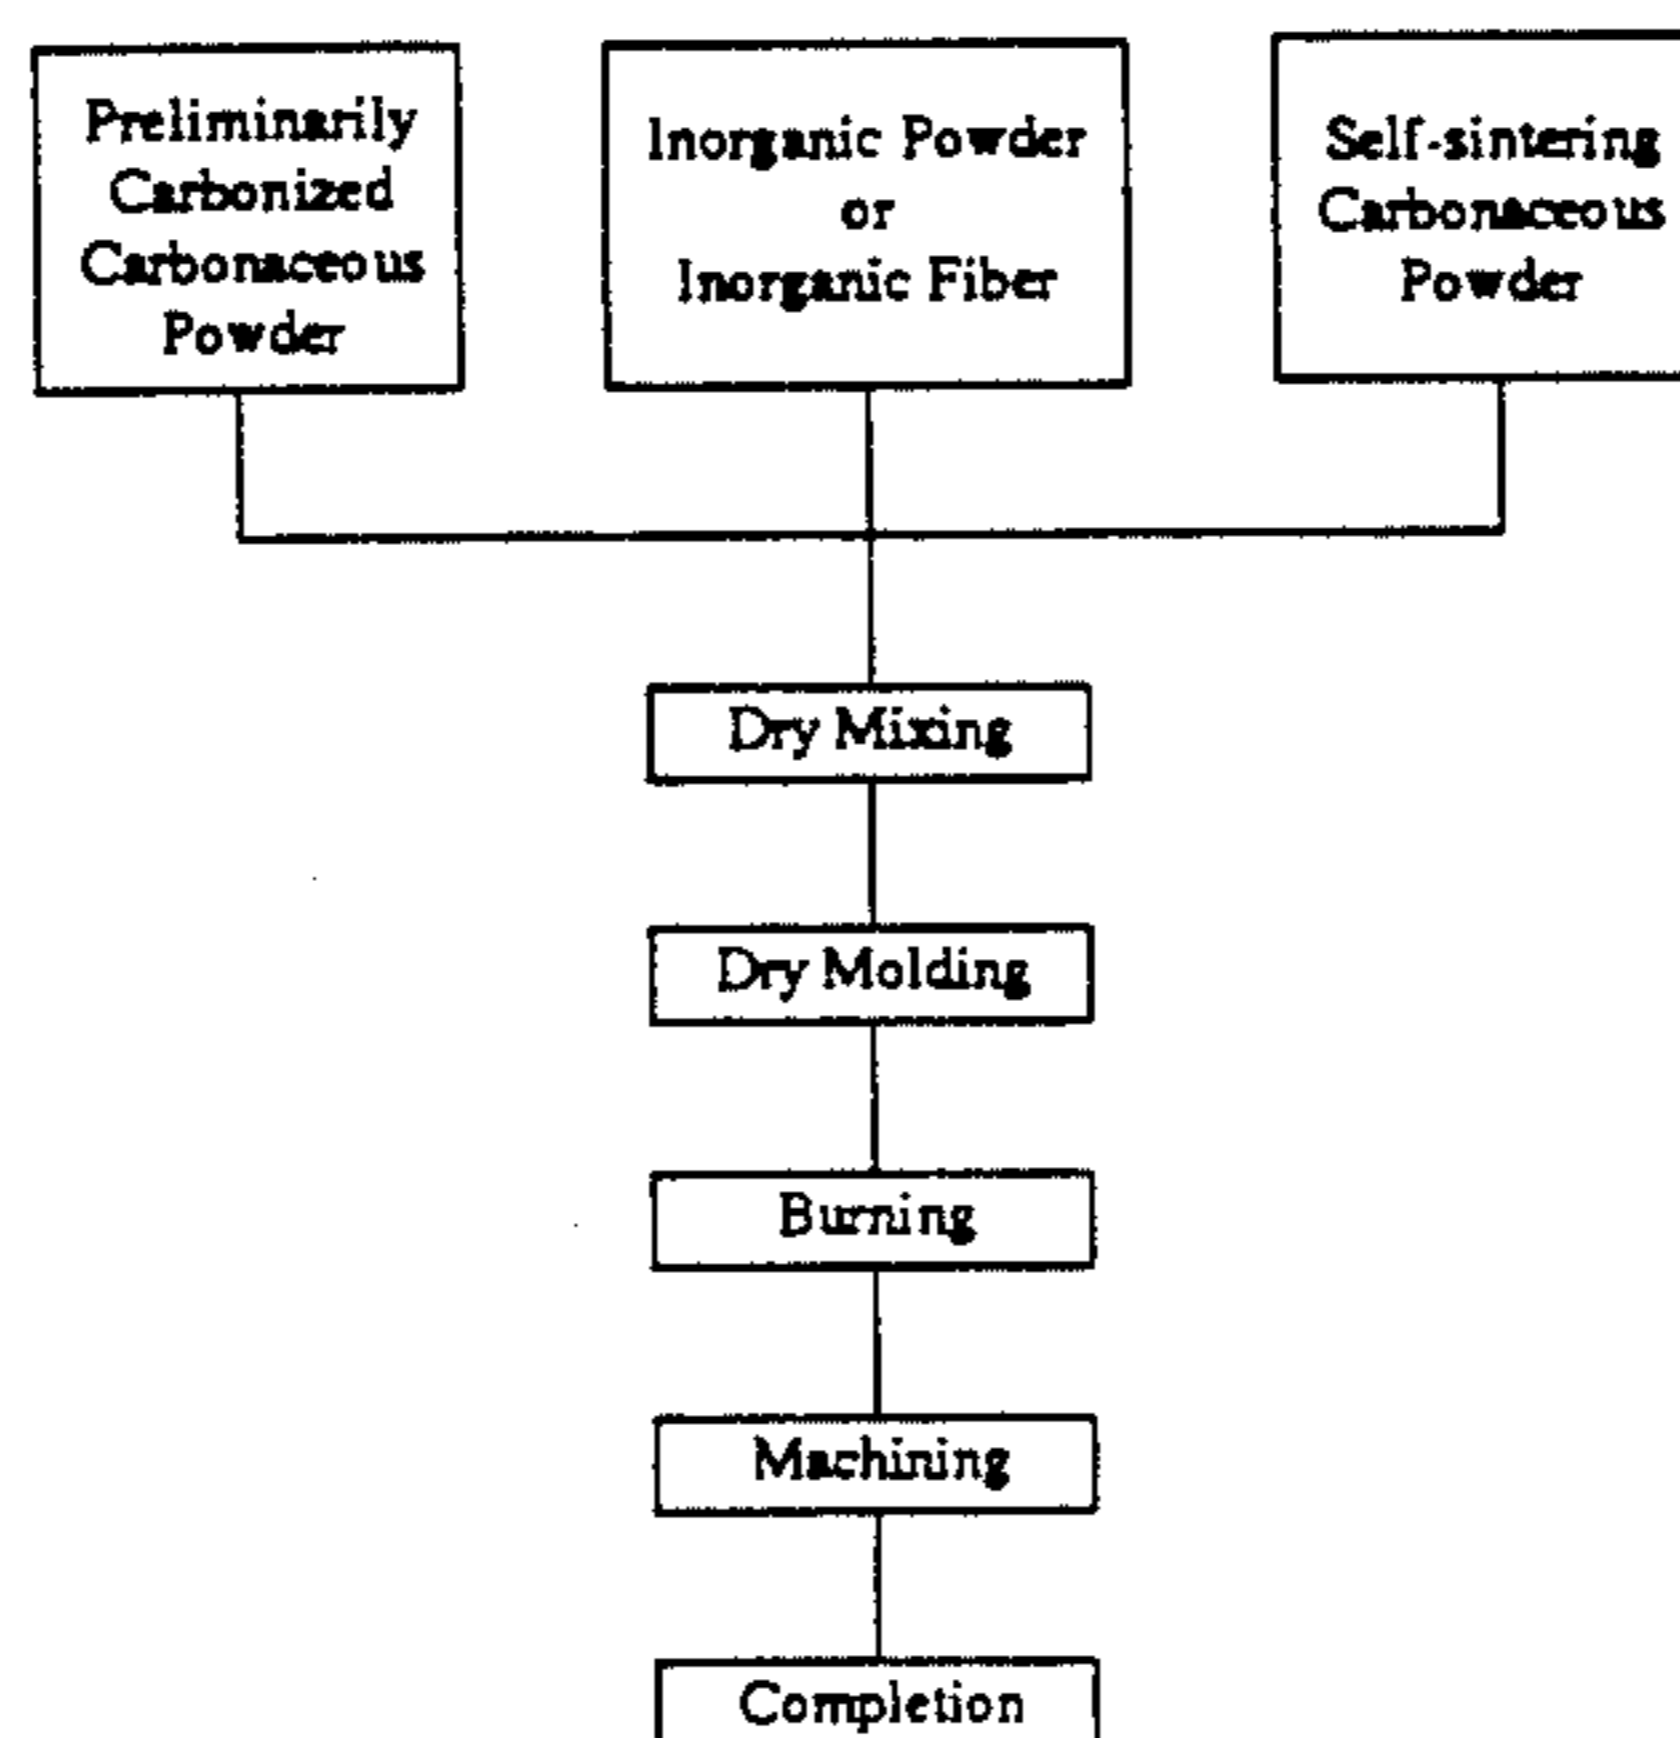 Preliminarily
Carbonized
Carbonaceous
Powder
Inorganic Powder
or
Inorganic Fiber
Self-sintering
Carbonaceous
Powder
Dry Mixing
Dry Molding
Burning
Machining
Completion